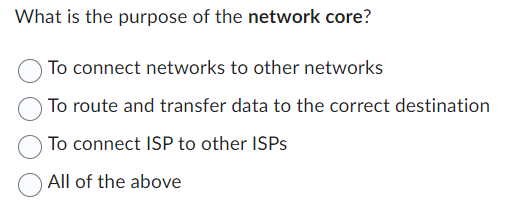 What is the purpose of the network core?
To connect networks to other networks
To route and transfer data to the correct destination
To connect ISP to other ISPs
All of the above